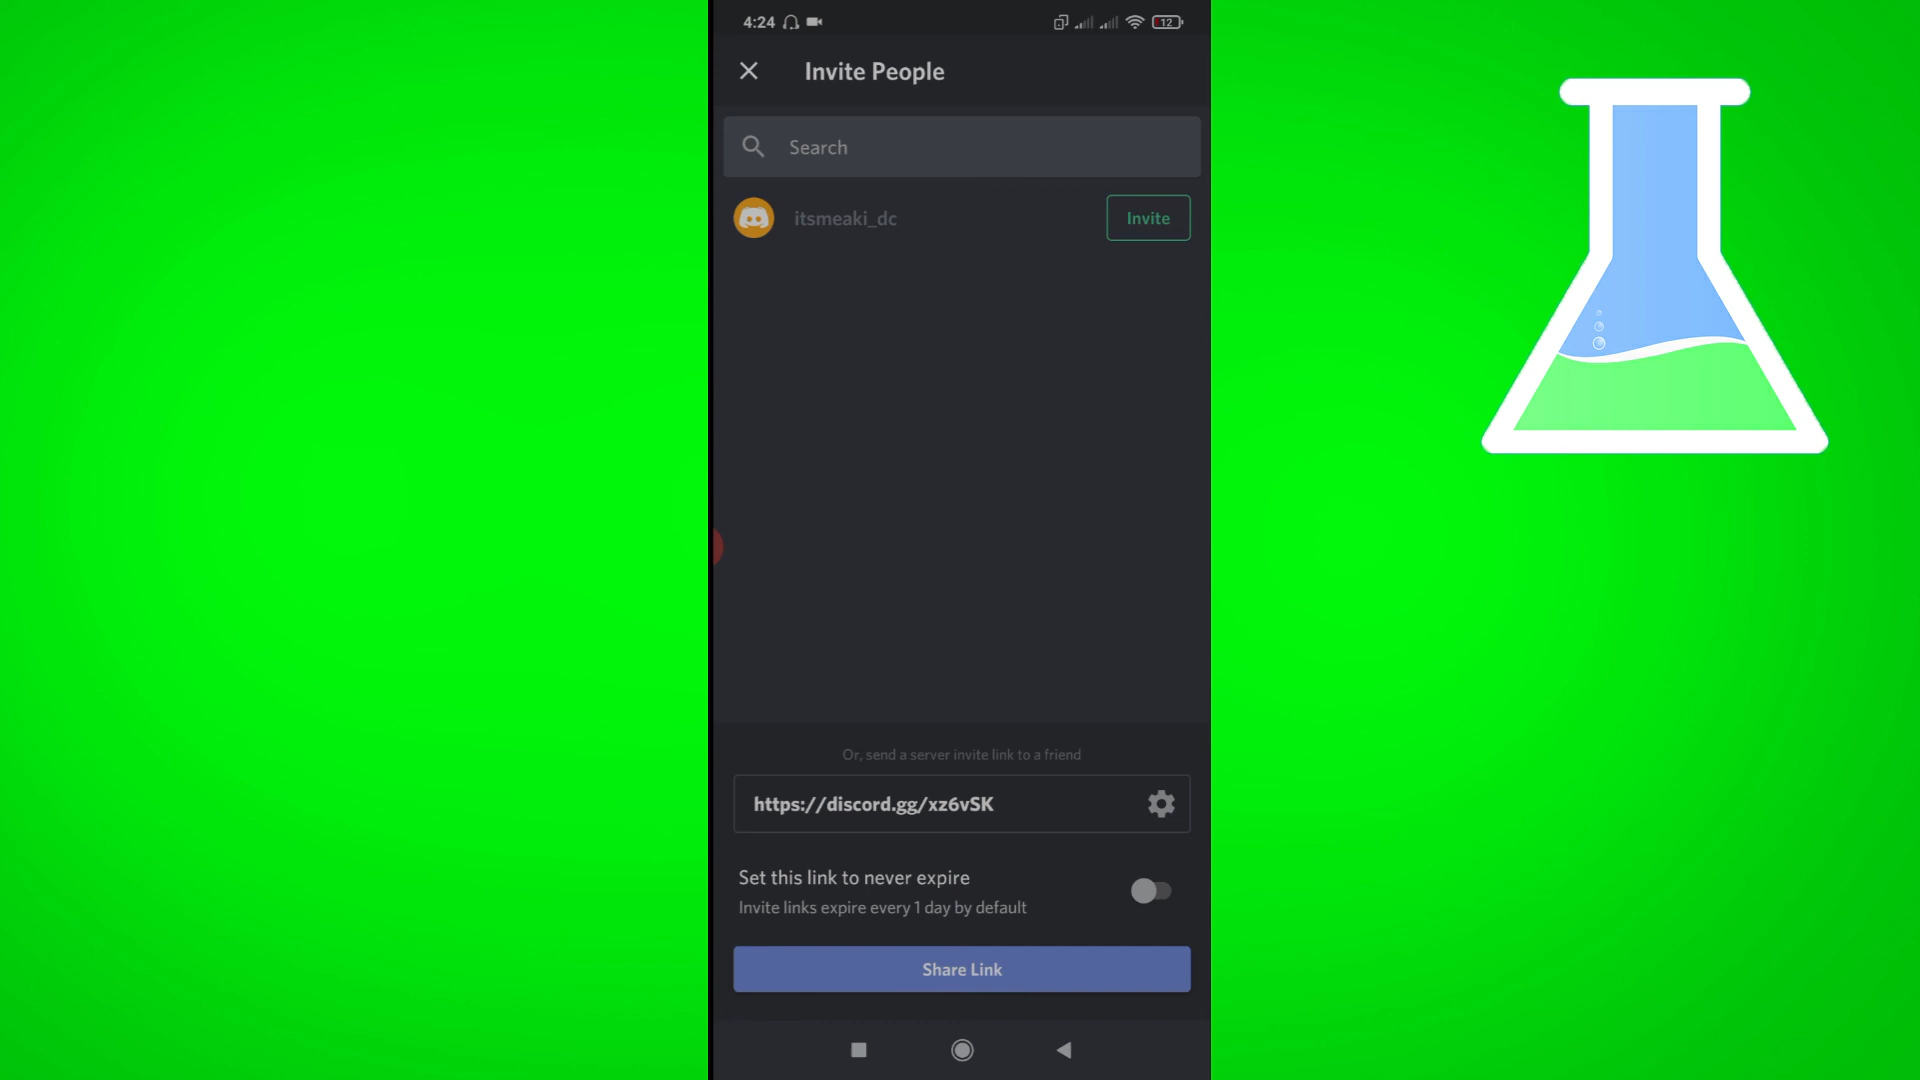 4:24
12
Invite People
Search
itsmeaki_dc
Invite
Or, send a server invite link to a friend
https://discord.gg/xz6vSK
Set this link to never expire
Invite links expire every 1 day by default
Share Link